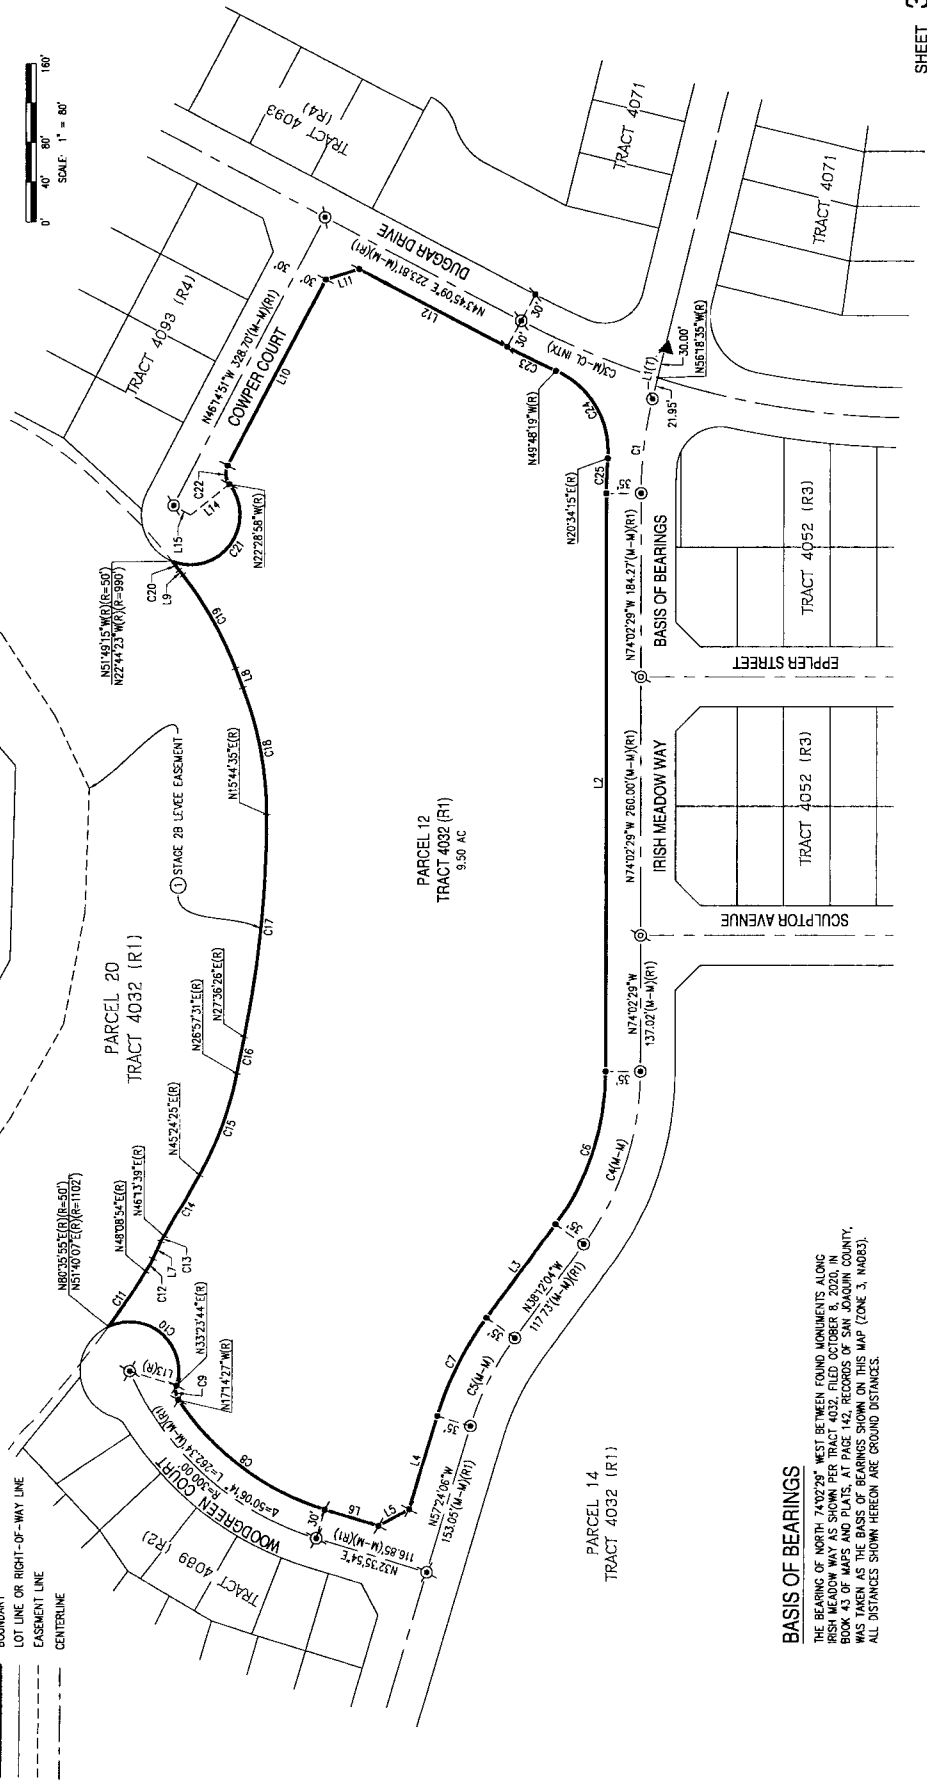 BOUNDARY
LOT LINE OR RIGHT-OF-WAY LINE
EASEMENT LINE
CENTERLINE
0' 40' 80' 160'
SCALE: 1" = 80'
SHEET 3
PARCEL 20
TRACT 4032 (R1)
1 STAGE 2B LEVEE EASEMENT
N80°35'55"E(R)(R=50')
N51°40'07"E(R)(R=1102')
N48°08'54"E(R)
N46°13'39"E(R)
N45°24'25"E(R)
N26°57'31"E(R)
N27°36'26"E(R)
N15°44'35"E(R)
N51°49'15"W(R)(R=50')
N22°44'23"W(R)(R=990')
C11
C12
L7
C13
C14
C15
C16
C17
C18
L8
C19
L9
C20
C21
C22
L14
L15
N22°28'58"W(R)
TRACT 4093 (R4)
TRACT 4093
(R4)
N46°14'51"W 328.70'(M-M)(R1)
COWPER COURT
30'
30'
L10
L11
L12
DUGGAR DRIVE
N43°45'09"E 223.81'(M-M)(R1)
30'
30'
C23
C3(M-CL INTX)
N49°48'19"W(R)
C24
N20°34'15"E(R)
C25
35'
C1
L1(T)
30.00'
N56°18'35"W(R)
21.95'
TRACT 4071
TRACT 4071
C10
L13(R)
N33°23'44"E(R)
C9
N17°14'27"W(R)
C8
Δ=50°06'14" L=262.34'(M-M)(R1)
R=300.00'
WOODGREEN COURT
TRACT 4089 (R2)
30'
L6
N32°35'54"E
116.85'(M-M)(R1)
L5
L4
N57°24'06"W
153.05'(M-M)(R1)
35'
C7
C5(M-M)
35'
L3
N38°12'04"W
117.73'(M-M)(R1)
35'
C6
C4(M-M)
35'
PARCEL 12
TRACT 4032 (R1)
9.50 AC
L2
N74°02'29"W
137.02'(M-M)(R1)
N74°02'29"W 260.00'(M-M)(R1)
N74°02'29"W 184.27'(M-M)(R1)
IRISH MEADOW WAY
BASIS OF BEARINGS
SCULPTOR AVENUE
TRACT 4052 (R3)
EPPLER STREET
TRACT 4052 (R3)
PARCEL 14
TRACT 4032 (R1)
BASIS OF BEARINGS
THE BEARING OF NORTH 74°02'29" WEST BETWEEN FOUND MONUMENTS ALONG
IRISH MEADOW WAY AS SHOWN PER TRACT 4032, FILED OCTOBER 8, 2020, IN
BOOK 43 OF MAPS AND PLATS, AT PAGE 142, RECORDS OF SAN JOAQUIN COUNTY,
WAS TAKEN AS THE BASIS OF BEARINGS SHOWN ON THIS MAP (ZONE 3, NAD83).
ALL DISTANCES SHOWN HEREON ARE GROUND DISTANCES.